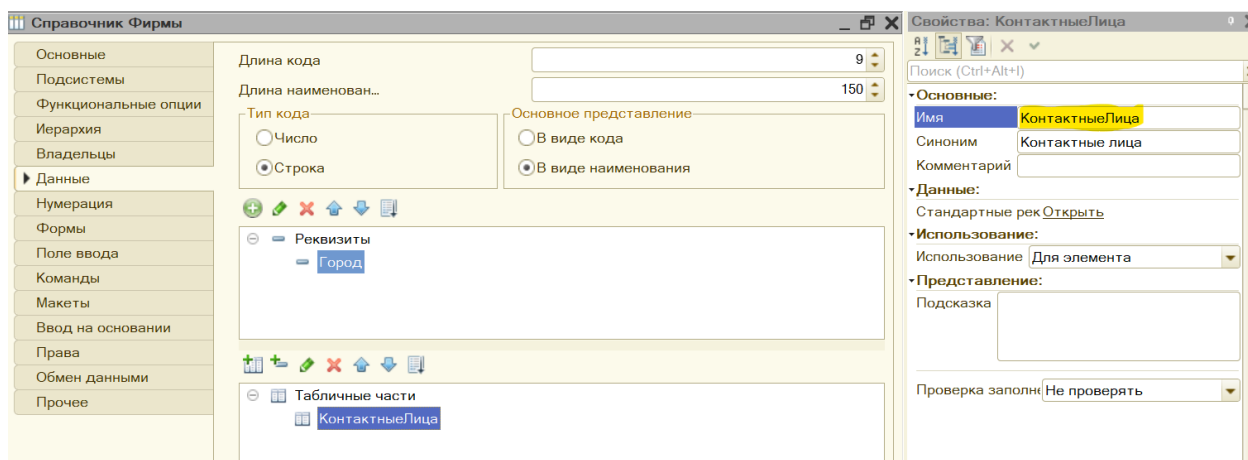 Справочник Фирмы
Основные
Подсистемы
Функциональные опции
Иерархия
Владельцы
Данные
Нумерация
Формы
Поле ввода
Команды
Макеты
Ввод на основании
Права
Обмен данными
Прочее
Длина кода 9
Длина наименован... 150
Тип кода
Число
Строка
Основное представление
В виде кода
В виде наименования
Реквизиты
Город
Табличные части
КонтактныеЛица
Свойства: КонтактныеЛица
Поиск (Ctrl+Alt+I)
Основные:
Имя КонтактныеЛица
Синоним Контактные лица
Комментарий
Данные:
Стандартные рек Открыть
Использование:
Использование Для элемента
Представление:
Подсказка
Проверка заполне Не проверять